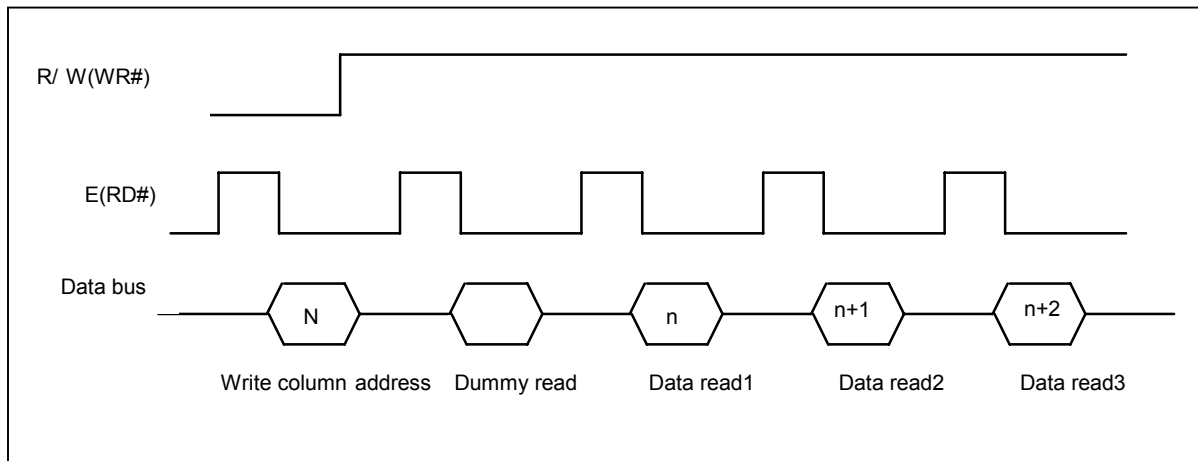 R/ W(WR#)
E(RD#)
Data bus
N
n
n+1
n+2
Write column address
Dummy read
Data read1
Data read2
Data read3